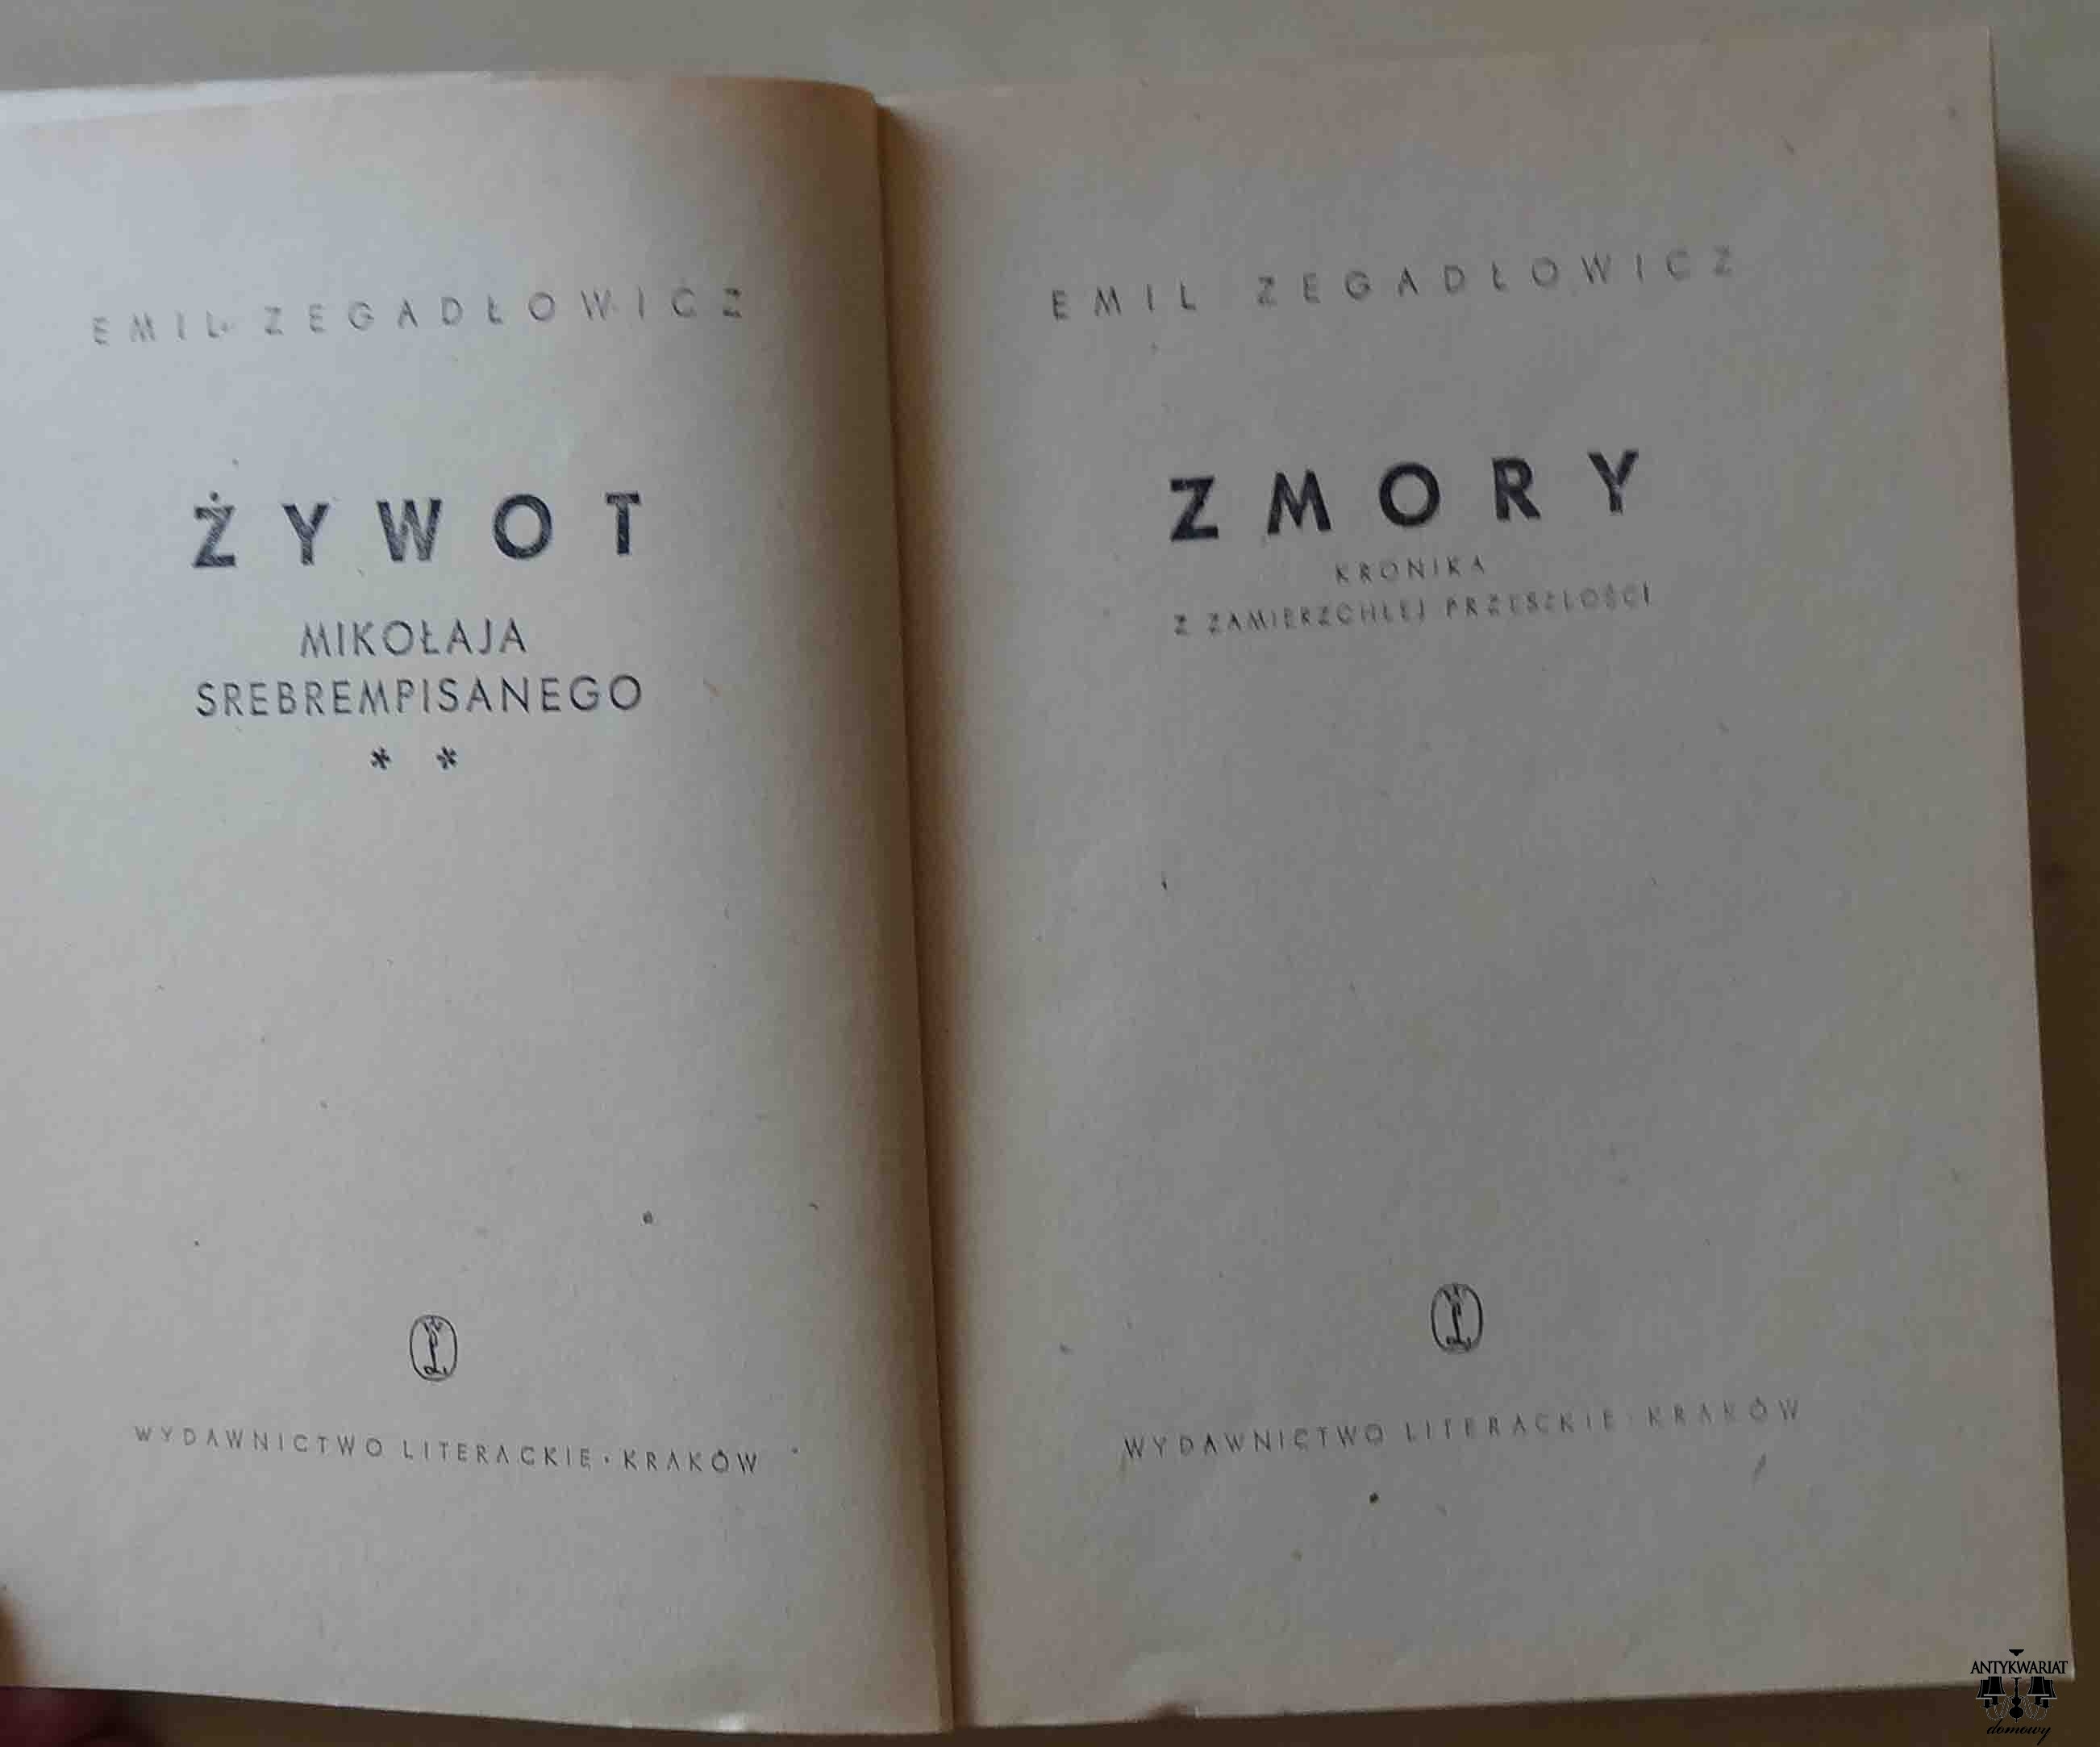 EMIL ZEGADŁOWICZ
ŻYWOT
MIKOŁAJA
SREBREMPISANEGO
* *
WYDAWNICTWO LITERACKIE · KRAKÓW
EMIL ZEGADŁOWICZ
ZMORY
KRONIKA
Z ZAMIERZCHŁEJ PRZESZŁOŚCI
WYDAWNICTWO LITERACKIE · KRAKÓW
ANTYKWARIAT
domowy